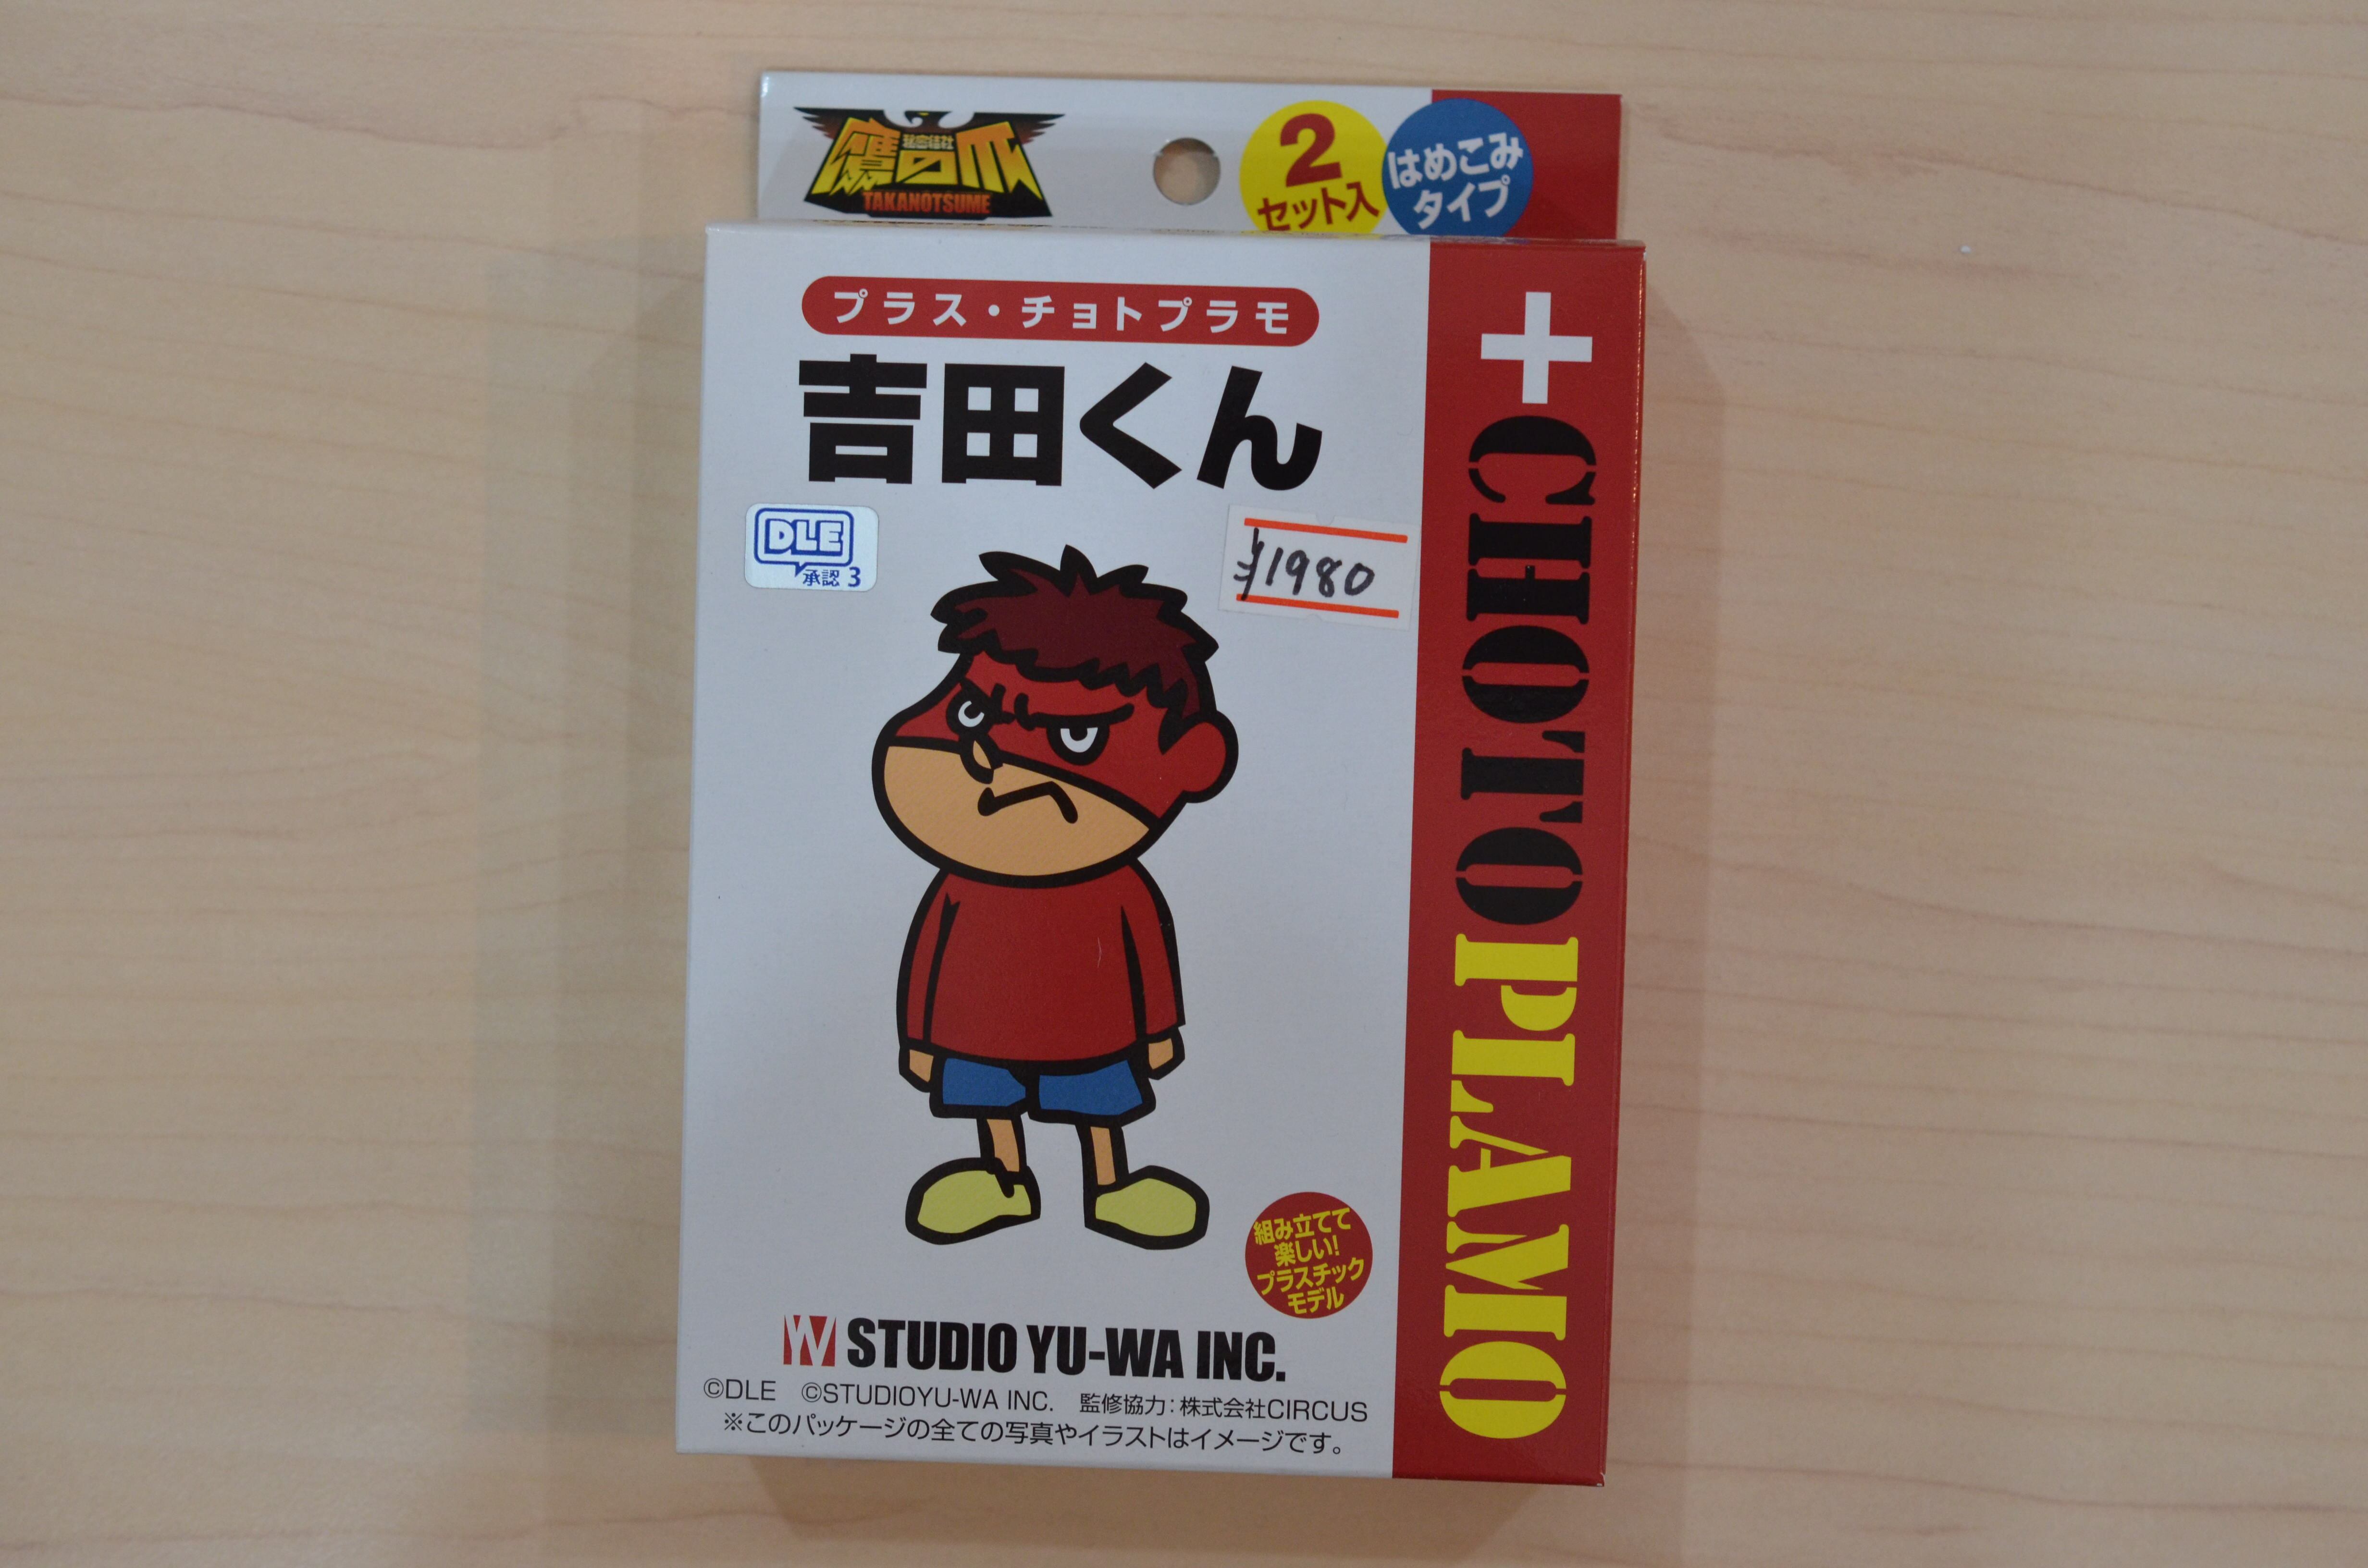 秘密結社
鷹の爪
TAKANOTSUME
2
セット入
はめこみ
タイプ
プラス・チョトプラモ
吉田くん
DLE
承認 3
¥1980
+CHOTOPLAMO
組み立てて
楽しい!
プラスチック
モデル
YW STUDIO YU-WA INC.
©DLE ©STUDIOYU-WA INC. 監修協力:株式会社CIRCUS
※このパッケージの全ての写真やイラストはイメージです。